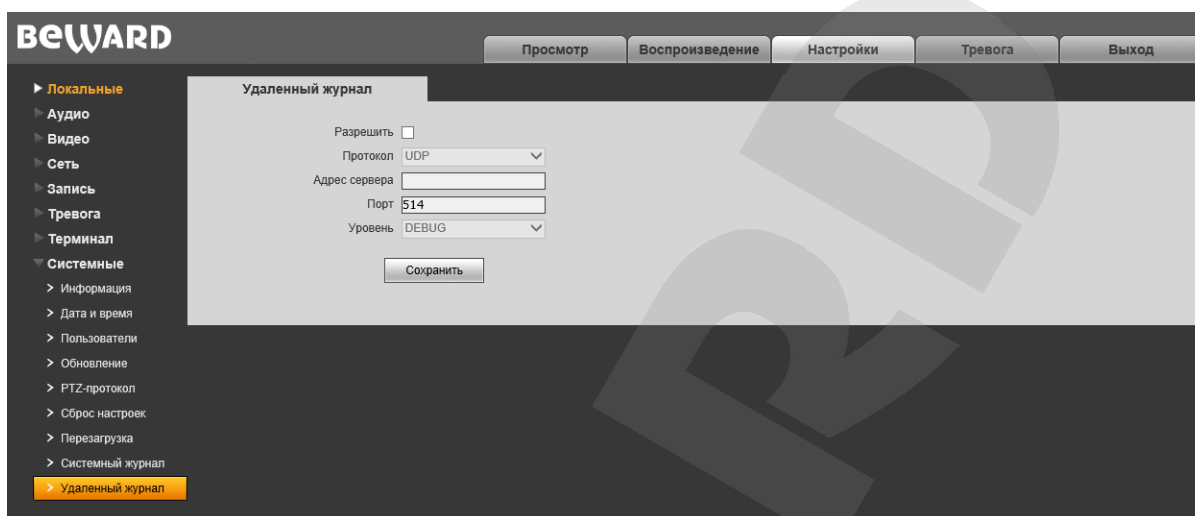 BEWARD
Просмотр
Воспроизведение
Настройки
Тревога
Выход
Локальные
Аудио
Видео
Сеть
Запись
Тревога
Терминал
Системные
Информация
Дата и время
Пользователи
Обновление
PTZ-протокол
Сброс настроек
Перезагрузка
Системный журнал
Удаленный журнал
Удаленный журнал
Разрешить
Протокол UDP
Адрес сервера
Порт 514
Уровень DEBUG
Сохранить
RD